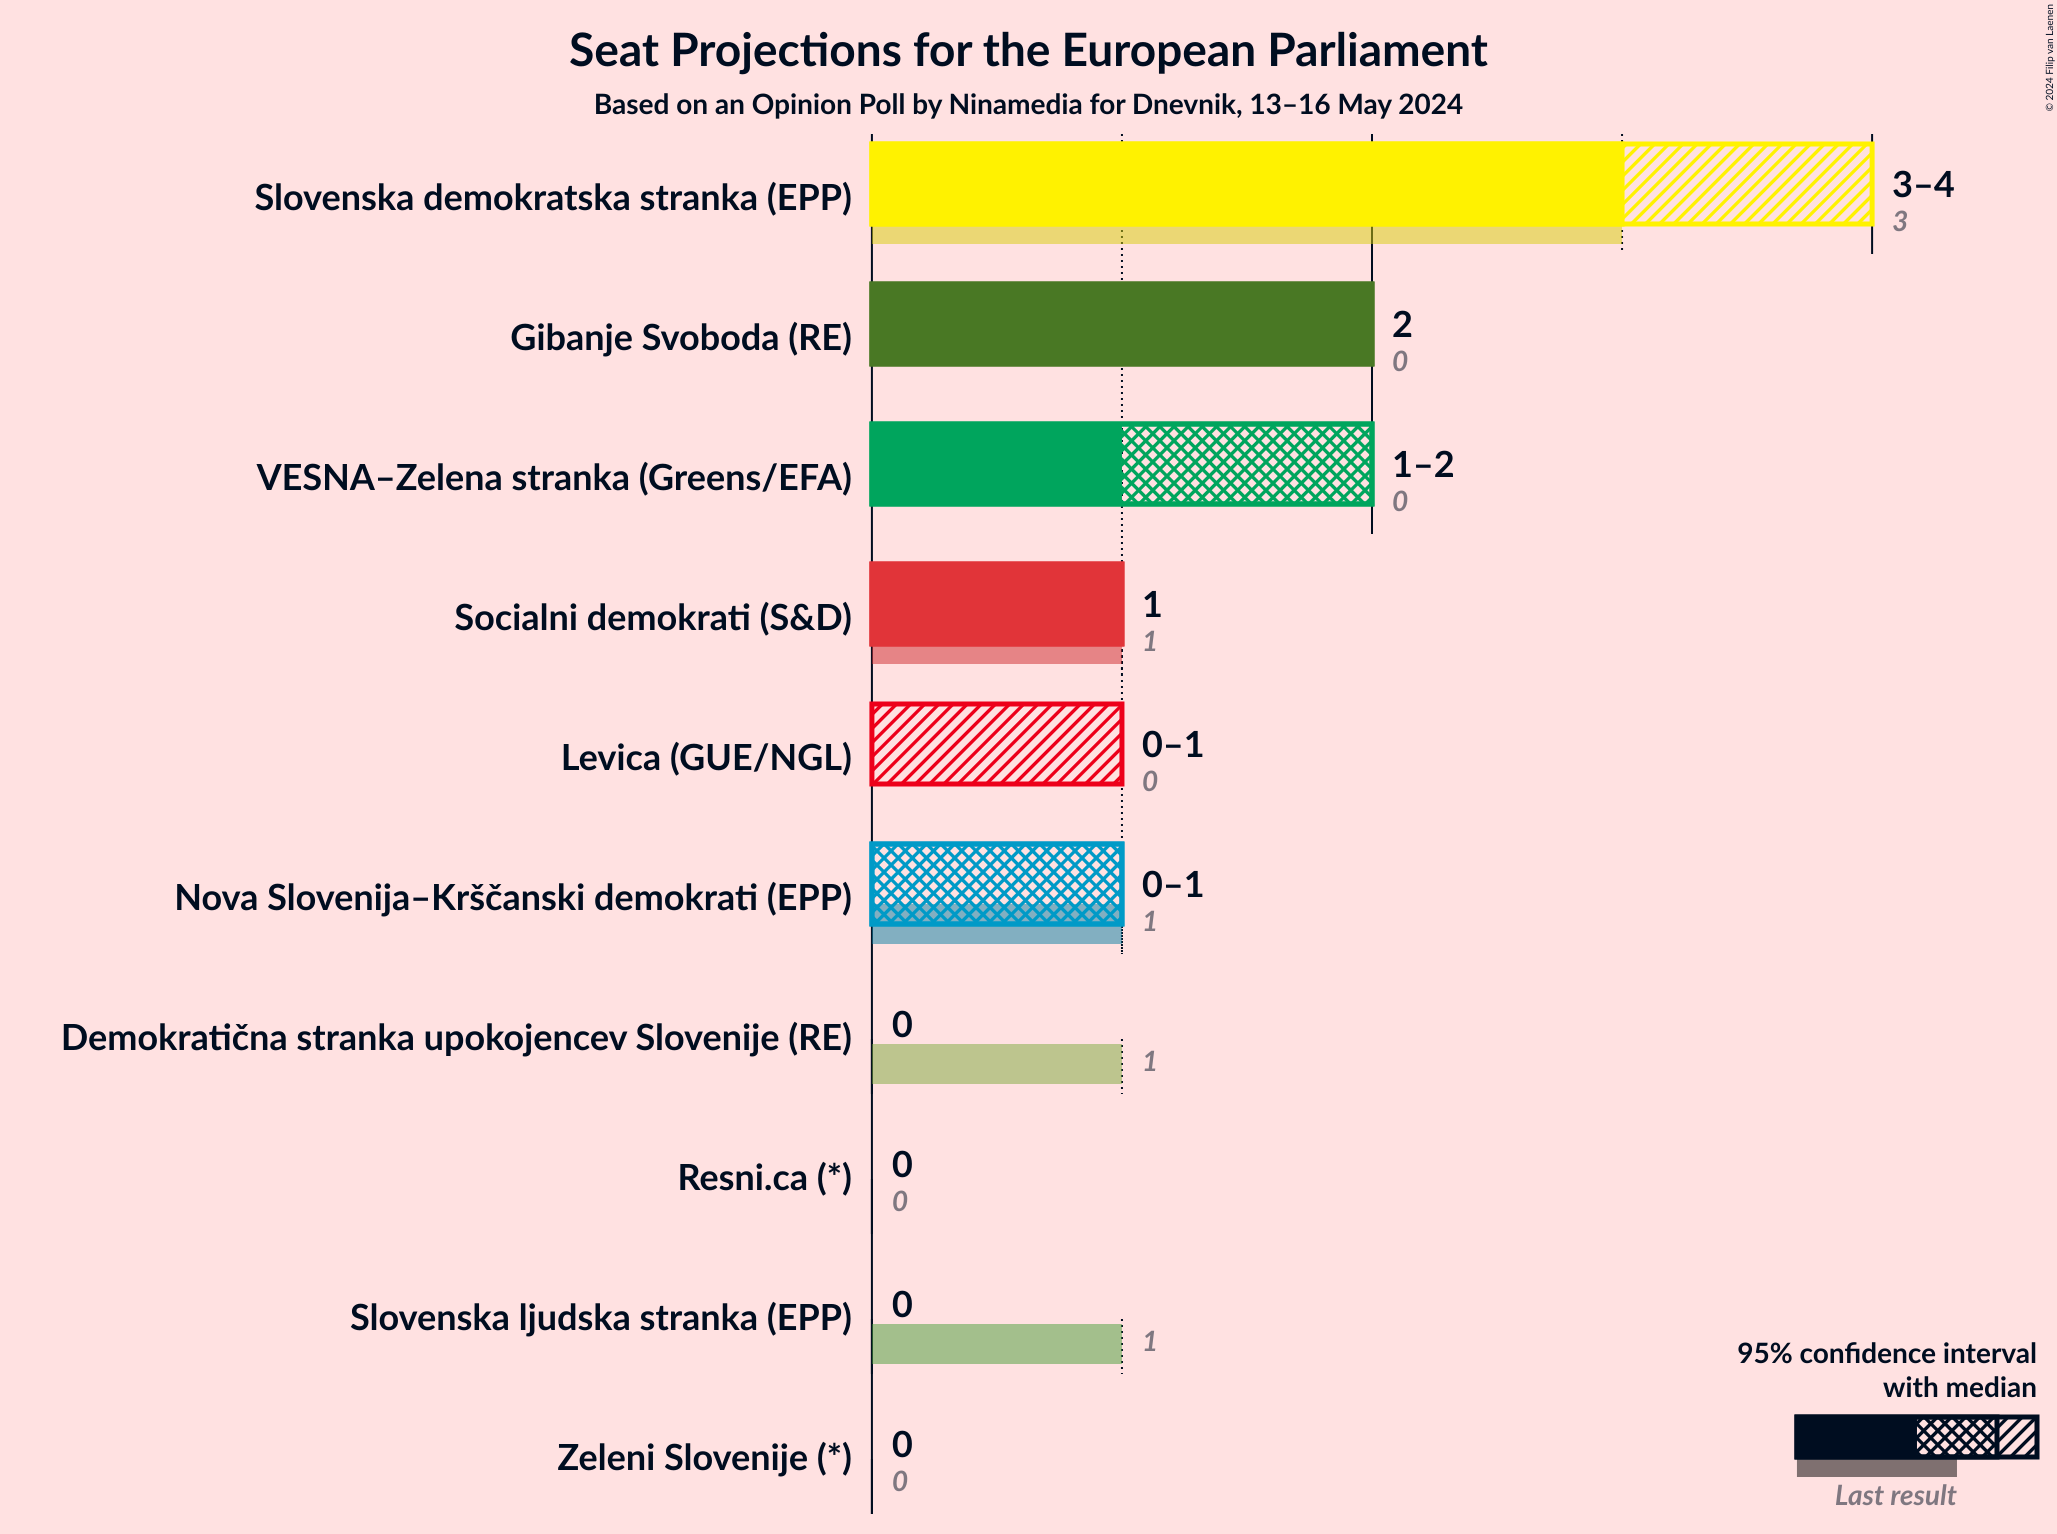 Seat Projections for the European Parliament
Based on an Opinion Poll by Ninamedia for Dnevnik, 13–16 May 2024
© 2024 Filip van Laenen
Slovenska demokratska stranka (EPP)
3–4
3
Gibanje Svoboda (RE)
2
0
VESNA–Zelena stranka (Greens/EFA)
1–2
0
Socialni demokrati (S&D)
1
1
Levica (GUE/NGL)
0–1
0
Nova Slovenija–Krščanski demokrati (EPP)
0–1
1
Demokratična stranka upokojencev Slovenije (RE)
0
1
Resni.ca (*)
0
0
Slovenska ljudska stranka (EPP)
0
1
Zeleni Slovenije (*)
0
0
95% confidence interval
with median
Last result